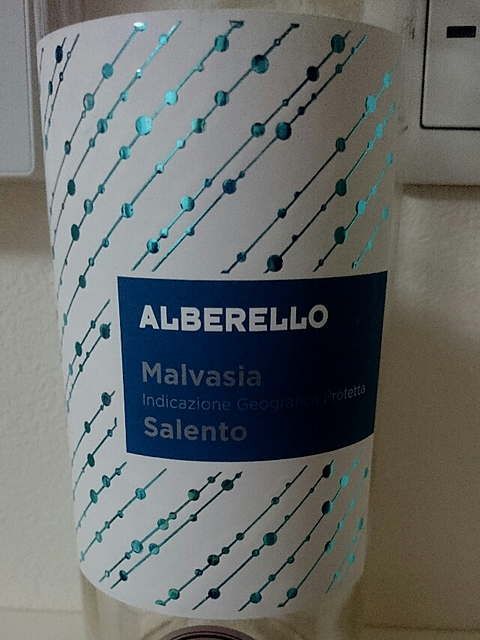 ALBERELLO
Malvasia
Indicazione Geografica Protetta
Salento